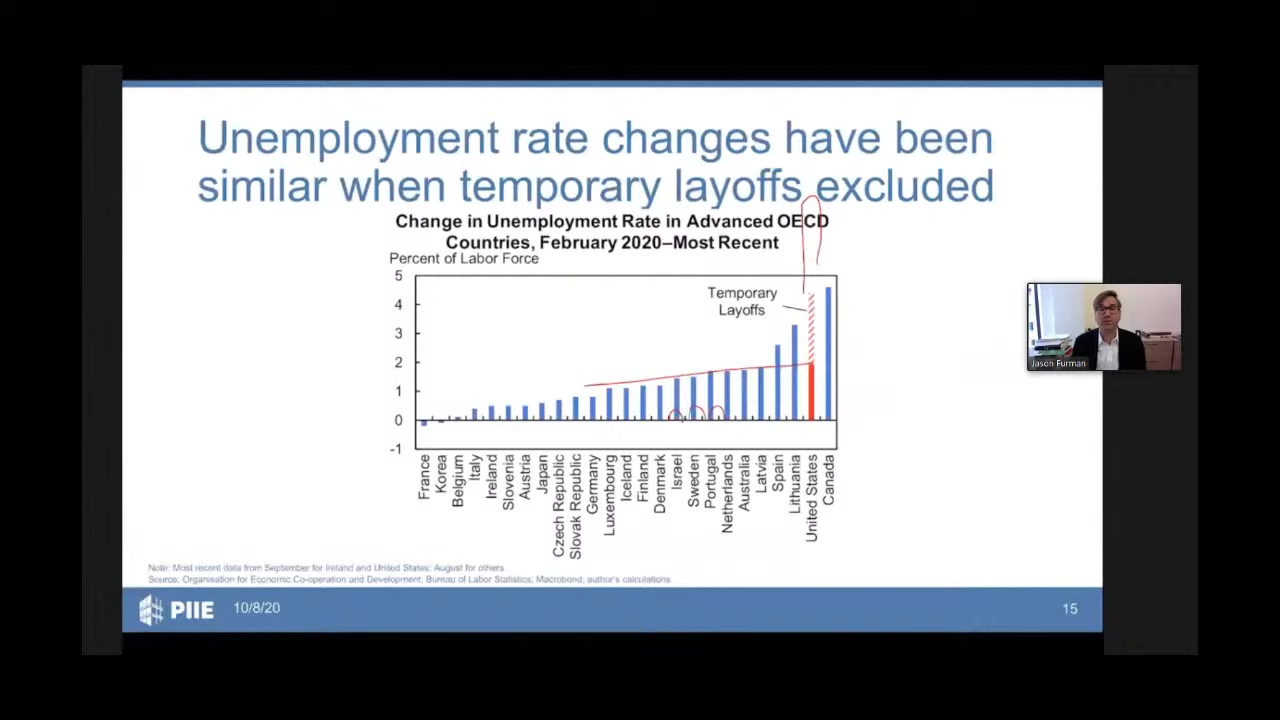 Unemployment rate changes have been
similar when temporary layoffs excluded
Change in Unemployment Rate in Advanced OECD
Countries, February 2020–Most Recent
Percent of Labor Force
5
4
3
2
1
0
-1
Temporary
Layoffs
France
Korea
Belgium
Italy
Ireland
Slovenia
Austria
Japan
Czech Republic
Slovak Republic
Germany
Luxembourg
Iceland
Finland
Denmark
Israel
Sweden
Portugal
Netherlands
Australia
Latvia
Spain
Lithuania
United States
Canada
Note: Most recent data from September for Ireland and United States; August for others.
Source: Organisation for Economic Co-operation and Development; Bureau of Labor Statistics; Macrobond; author's calculations.
PIIE
10/8/20
15
Jason Furman